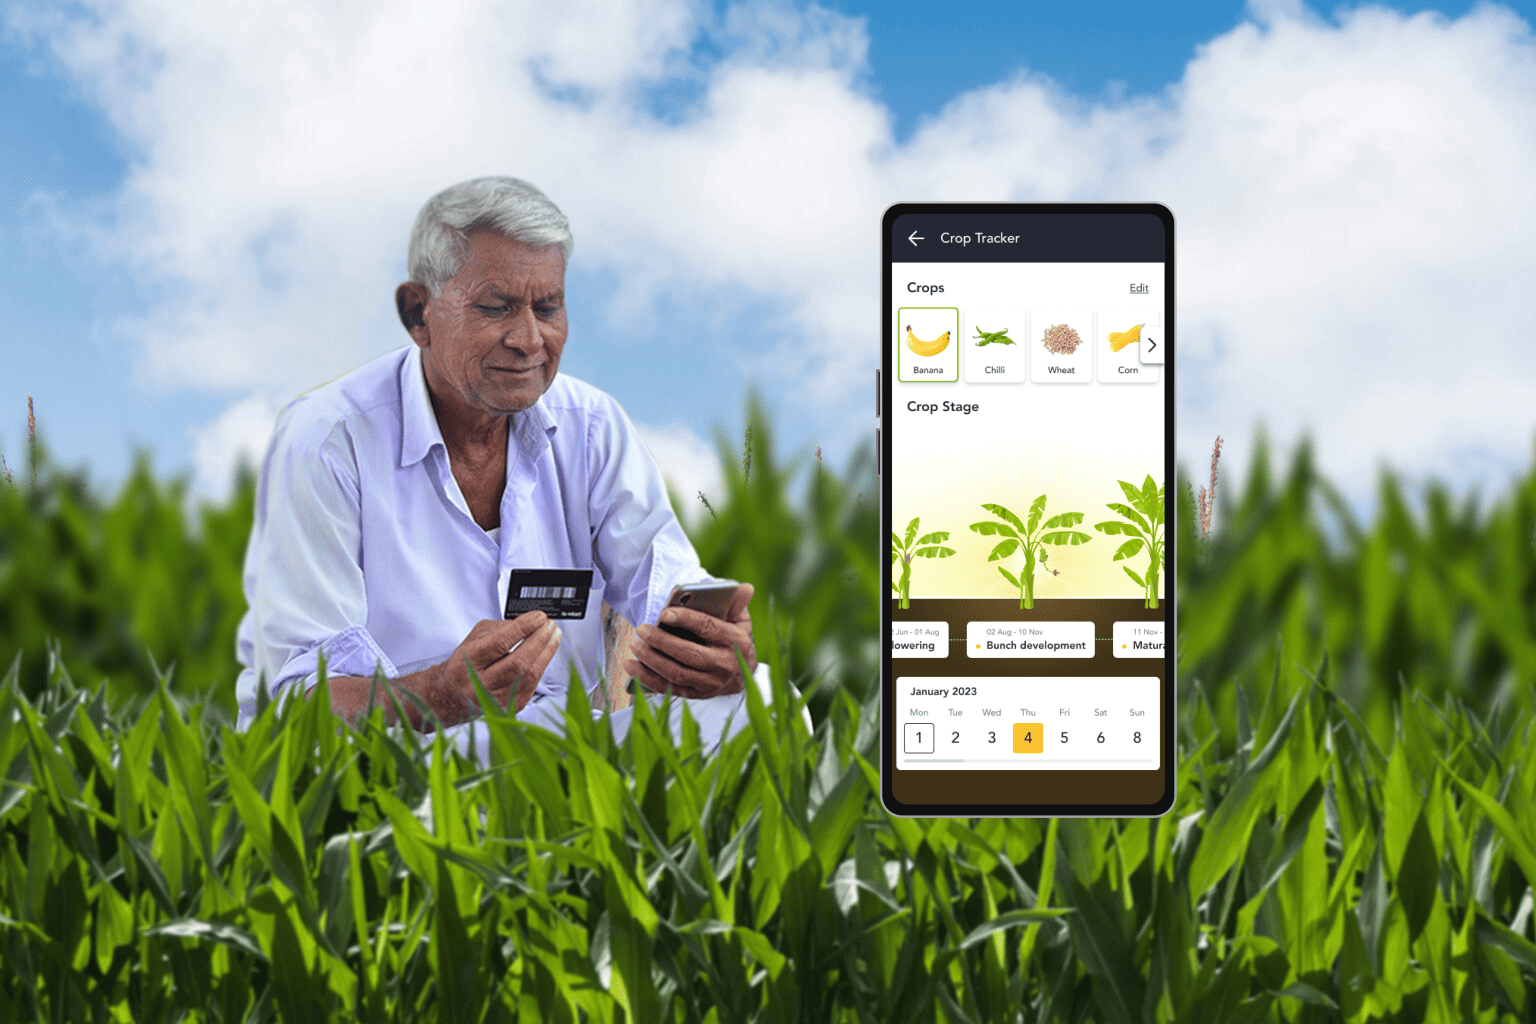 Crop Tracker
Crops
Edit
Banana
Chilli
Wheat
Corn
Crop Stage
Jun - 01 Aug
lowering
02 Aug - 10 Nov
Bunch development
11 Nov -
Matura
January 2023
Mon Tue Wed Thu Fri Sat Sun
1 2 3 4 5 6 8